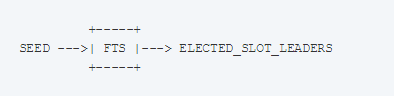 +-----+
SEED --->| FTS |---> ELECTED_SLOT_LEADERS
+-----+